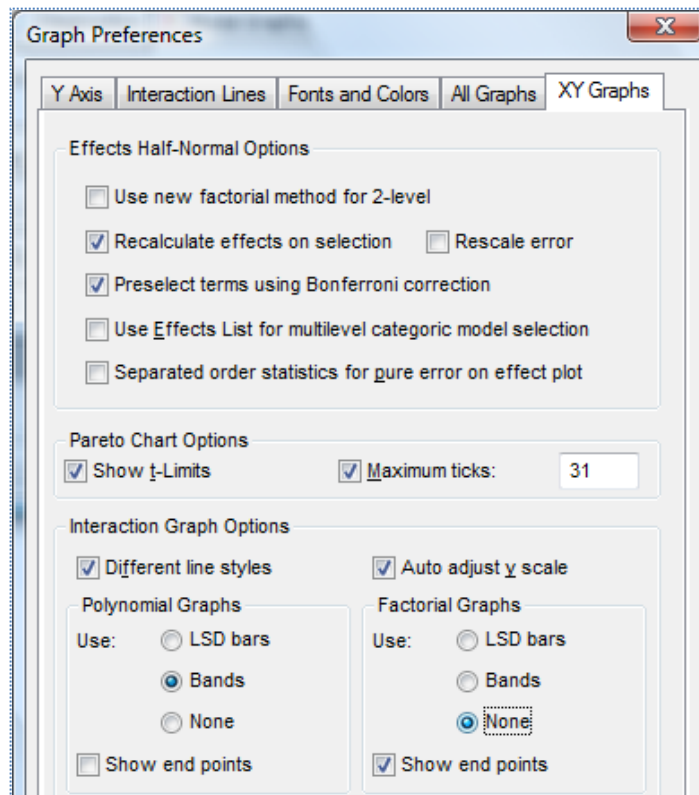 Graph Preferences
Y Axis Interaction Lines Fonts and Colors All Graphs XY Graphs
Effects Half-Normal Options
Use new factorial method for 2-level
Recalculate effects on selection Rescale error
Preselect terms using Bonferroni correction
Use Effects List for multilevel categoric model selection
Separated order statistics for pure error on effect plot
Pareto Chart Options
Show t-Limits Maximum ticks: 31
Interaction Graph Options
Different line styles Auto adjust y scale
Polynomial Graphs Factorial Graphs
Use: LSD bars Use: LSD bars
Bands Bands
None None
Show end points Show end points